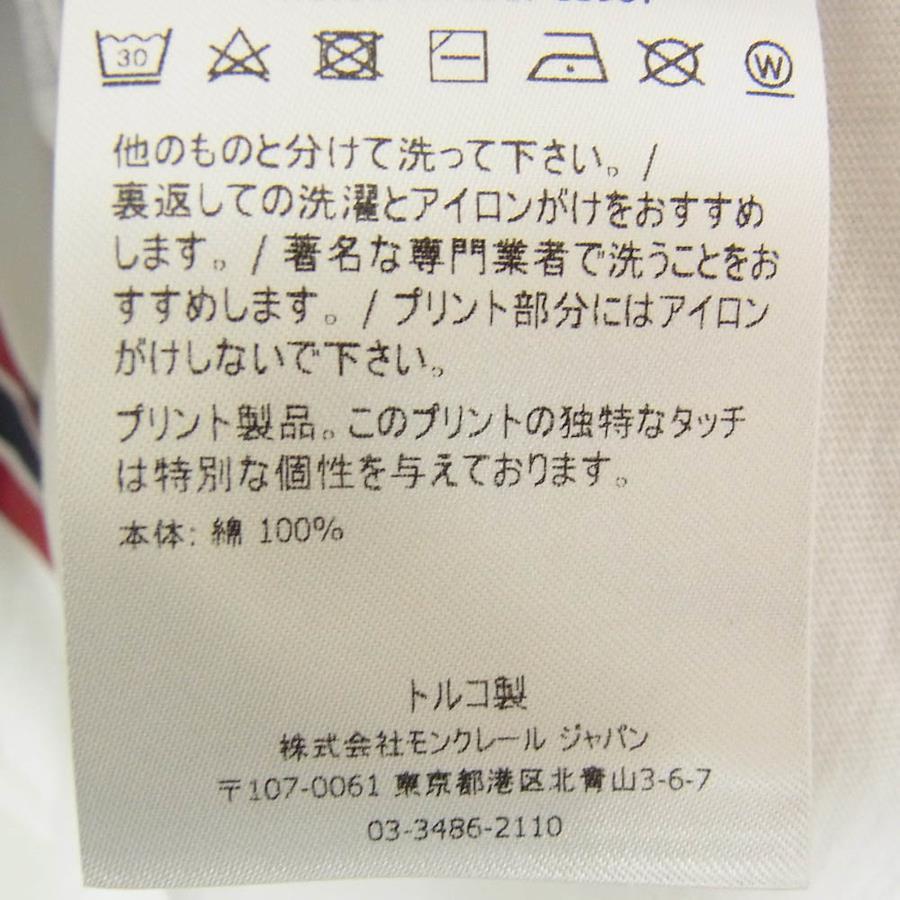 30 W
他のものと分けて洗って下さい。/
裏返しての洗濯とアイロンがけをおすすめ
します。/ 著名な専門業者で洗うことをお
すすめします。/ プリント部分にはアイロン
がけしないで下さい。
プリント製品。このプリントの独特なタッチ
は特別な個性を与えております。
本体: 綿 100%
トルコ製
株式会社モンクレール ジャパン
〒107-0061 東京都港区北青山3-6-7
03-3486-2110